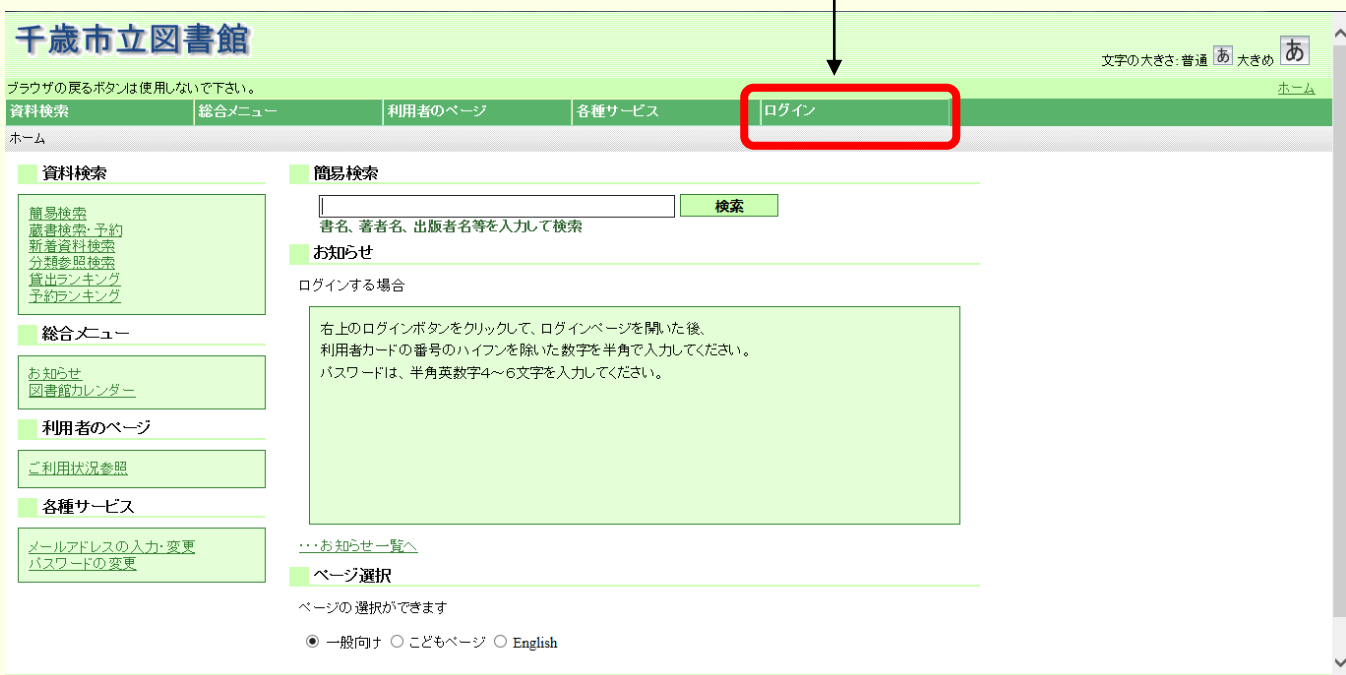 千歳市立図書館
文字の大きさ:普通 あ 大きめ あ
ブラウザの戻るボタンは使用しないで下さい。
ホーム
資料検索 総合メニュー 利用者のページ 各種サービス ログイン
ホーム
資料検索
簡易検索
蔵書検索・予約
新着資料検索
分類参照検索
貸出ランキング
予約ランキング
総合メニュー
お知らせ
図書館カレンダー
利用者のページ
ご利用状況参照
各種サービス
メールアドレスの入力・変更
パスワードの変更
簡易検索
検索
書名、著者名、出版者名等を入力して検索
お知らせ
ログインする場合
右上のログインボタンをクリックして、ログインページを開いた後、
利用者カードの番号のハイフンを除いた数字を半角で入力してください。
パスワードは、半角英数字4～6文字を入力してください。
・・・お知らせ一覧へ
ページ選択
ページの選択ができます
一般向け こどもページ English